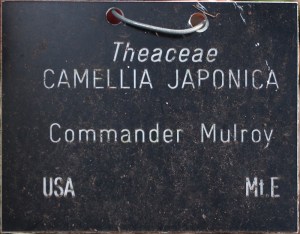 Theaceae
CAMELLIA JAPONICA
Commander Mulroy
USA Mt.E